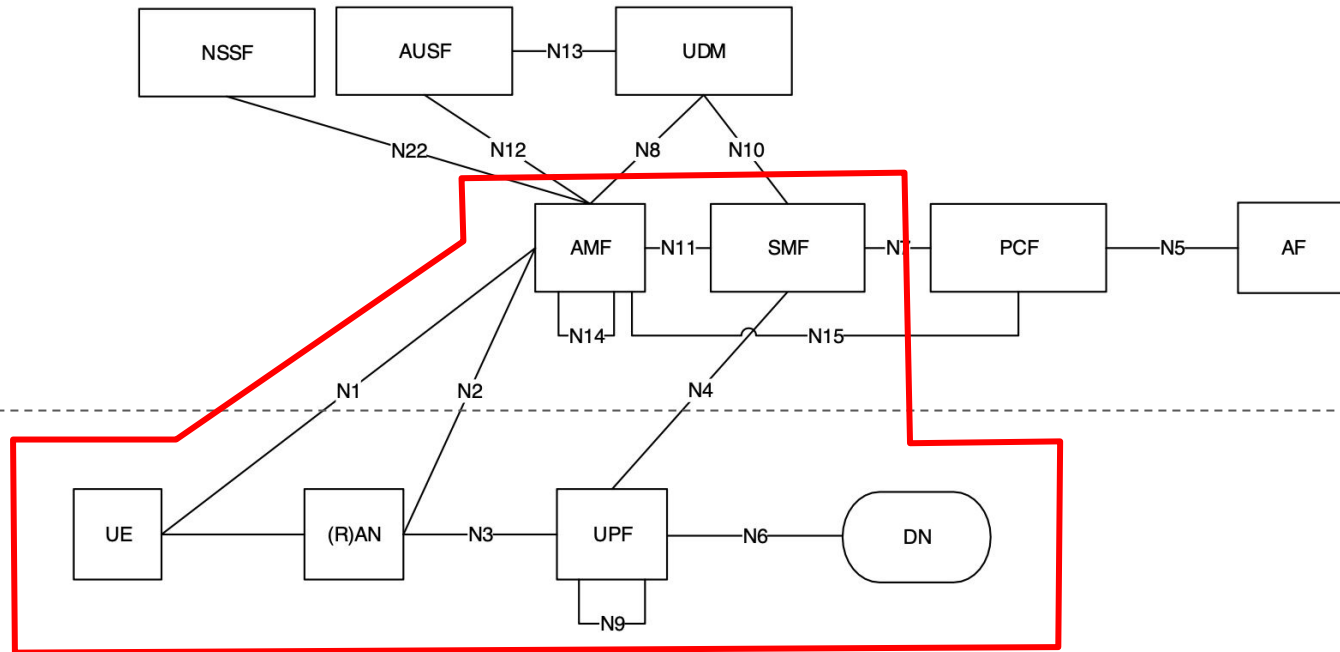 NSSF
AUSF
N13
UDM
N22
N12
N8
N10
AMF
N11
SMF
N7
PCF
N5
AF
N14
N15
N1
N2
N4
UE
(R)AN
N3
UPF
N6
DN
N9